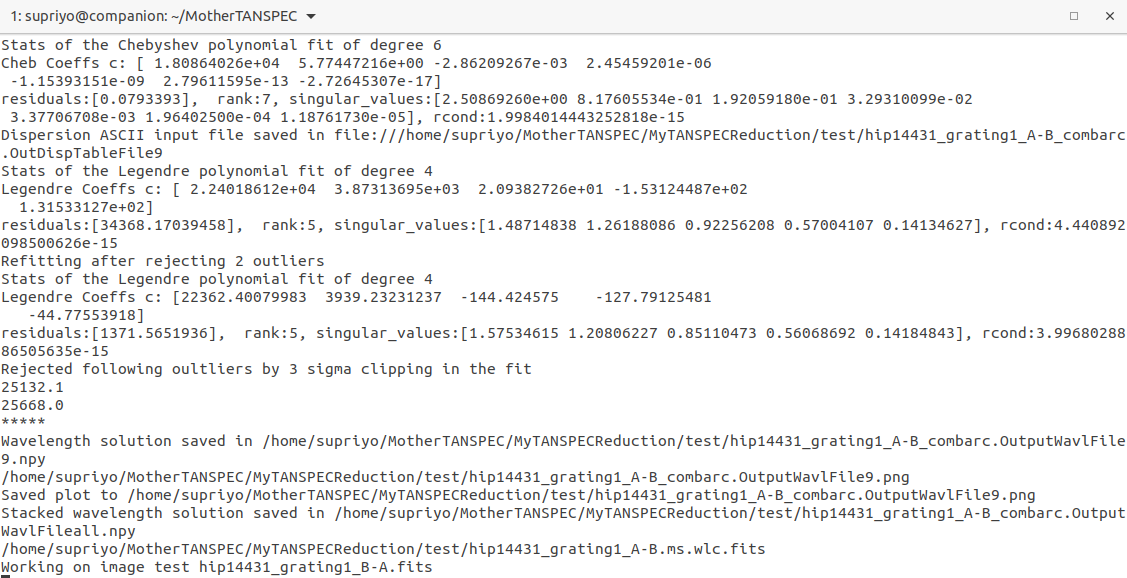 1: supriyo@companion: ~/MotherTANSPEC
Stats of the Chebyshev polynomial fit of degree 6
Cheb Coeffs c: [ 1.80864026e+04  5.77447216e+00 -2.86209267e-03  2.45459201e-06
 -1.15393151e-09  2.79611595e-13 -2.72645307e-17]
residuals:[0.0793393],  rank:7, singular_values:[2.50869260e+00 8.17605534e-01 1.92059180e-01 3.29310099e-02
 3.37706708e-03 1.96402500e-04 1.18761730e-05], rcond:1.9984014443252818e-15
Dispersion ASCII input file saved in file:///home/supriyo/MotherTANSPEC/MyTANSPECReduction/test/hip14431_grating1_A-B_combarc
.OutDispTableFile9
Stats of the Legendre polynomial fit of degree 4
Legendre Coeffs c: [ 2.24018612e+04  3.87313695e+03  2.09382726e+01 -1.53124487e+02
  1.31533127e+02]
residuals:[34368.17039458],  rank:5, singular_values:[1.48714838 1.26188086 0.92256208 0.57004107 0.14134627], rcond:4.440892
098500626e-15
Refitting after rejecting 2 outliers
Stats of the Legendre polynomial fit of degree 4
Legendre Coeffs c: [22362.40079983  3939.23231237  -144.424575    -127.79125481
   -44.77553918]
residuals:[1371.5651936],  rank:5, singular_values:[1.57534615 1.20806227 0.85110473 0.56068692 0.14184843], rcond:3.99680288
86505635e-15
Rejected following oultliers by 3 sigma clipping in the fit
25132.1
25668.0
*****
Wavelength solution saved in /home/supriyo/MotherTANSPEC/MyTANSPECReduction/test/hip14431_grating1_A-B_combarc.OutputWavlFile
9.npy
/home/supriyo/MotherTANSPEC/MyTANSPECReduction/test/hip14431_grating1_A-B_combarc.OutputWavlFile9.png
Saved plot to /home/supriyo/MotherTANSPEC/MyTANSPECReduction/test/hip14431_grating1_A-B_combarc.OutputWavlFile9.png
Stacked wavelength solution saved in /home/supriyo/MotherTANSPEC/MyTANSPECReduction/test/hip14431_grating1_A-B_combarc.Output
WavlFileall.npy
/home/supriyo/MotherTANSPEC/MyTANSPECReduction/test/hip14431_grating1_A-B.ms.wlc.fits
Working on image test hip14431_grating1_B-A.fits